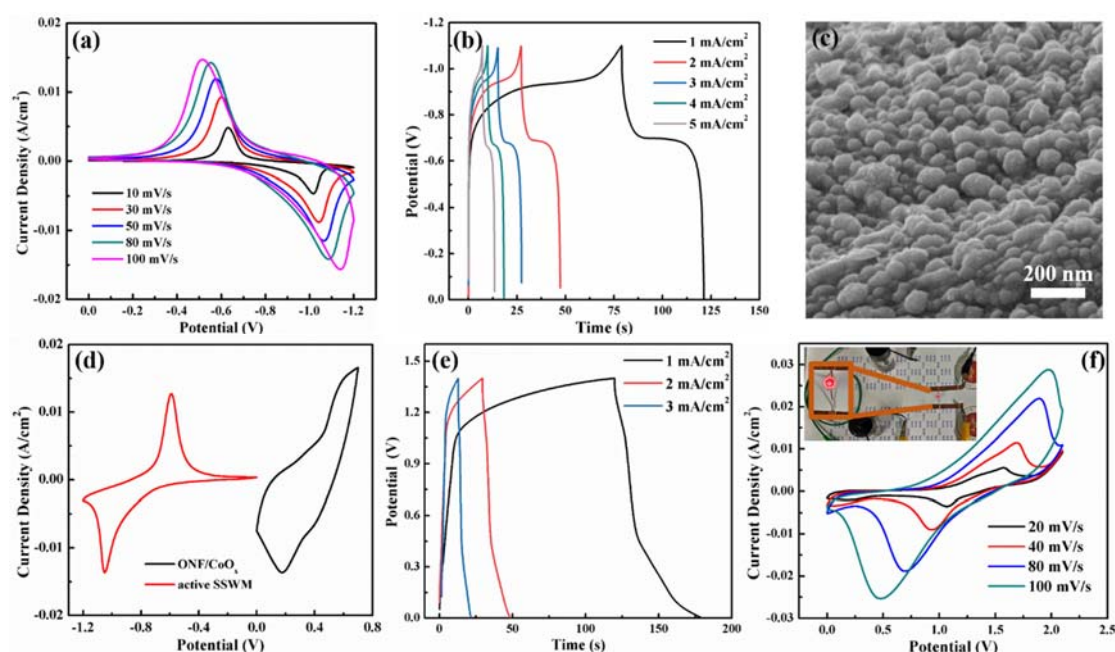 (a)
0.02
0.01
0.00
-0.01
-0.02
Current Density (A/cm²)
10 mV/s
30 mV/s
50 mV/s
80 mV/s
100 mV/s
0.0 -0.2 -0.4 -0.6 -0.8 -1.0 -1.2
Potential (V)
(b)
-1.2
-1.0
-0.8
-0.6
-0.4
-0.2
0.0
Potential (V)
1 mA/cm²
2 mA/cm²
3 mA/cm²
4 mA/cm²
5 mA/cm²
0 25 50 75 100 125 150
Time (s)
(c)
200 nm
(d)
0.02
0.01
0.00
-0.01
-0.02
Current Density (A/cm²)
ONF/CoOₓ
active SSWM
-1.2 -0.8 -0.4 0.0 0.4 0.8
Potential (V)
(e)
1.5
1.2
0.9
0.6
0.3
0.0
Potential (V)
1 mA/cm²
2 mA/cm²
3 mA/cm²
0 50 100 150 200
Time (s)
(f)
0.03
0.02
0.01
0.00
-0.01
-0.02
-0.03
Current Density (A/cm²)
20 mV/s
40 mV/s
80 mV/s
100 mV/s
0.0 0.5 1.0 1.5 2.0 2.5
Potential (V)